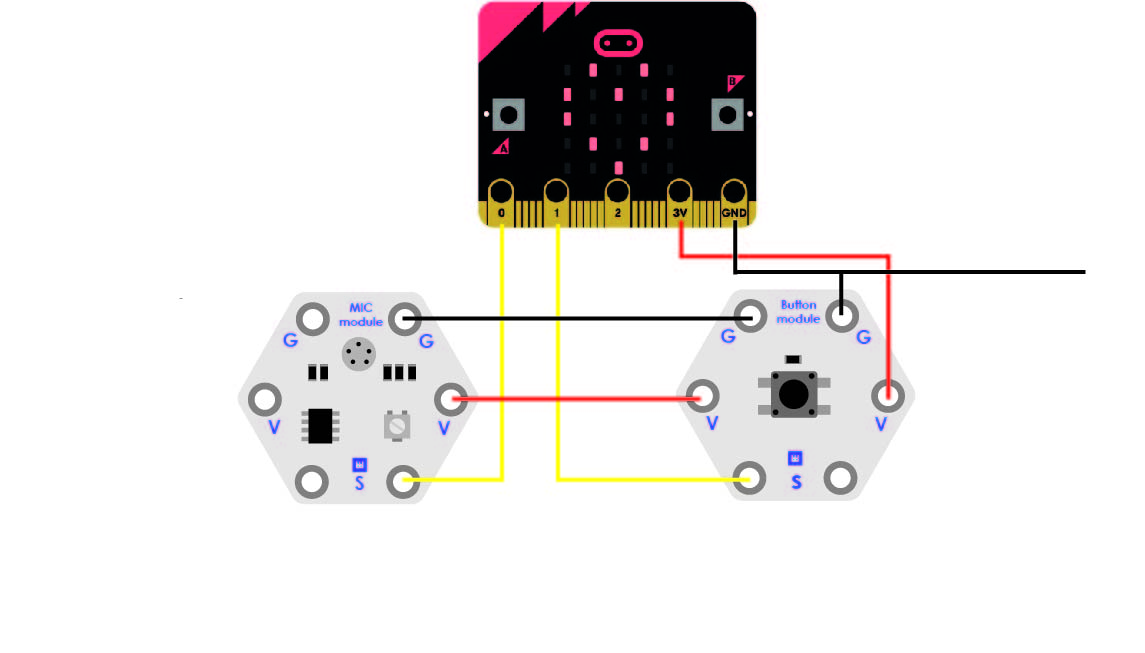 B
A
0 1 2 3V GND
MIC
module
G G
V V
S
Button
module
G G
V V
S